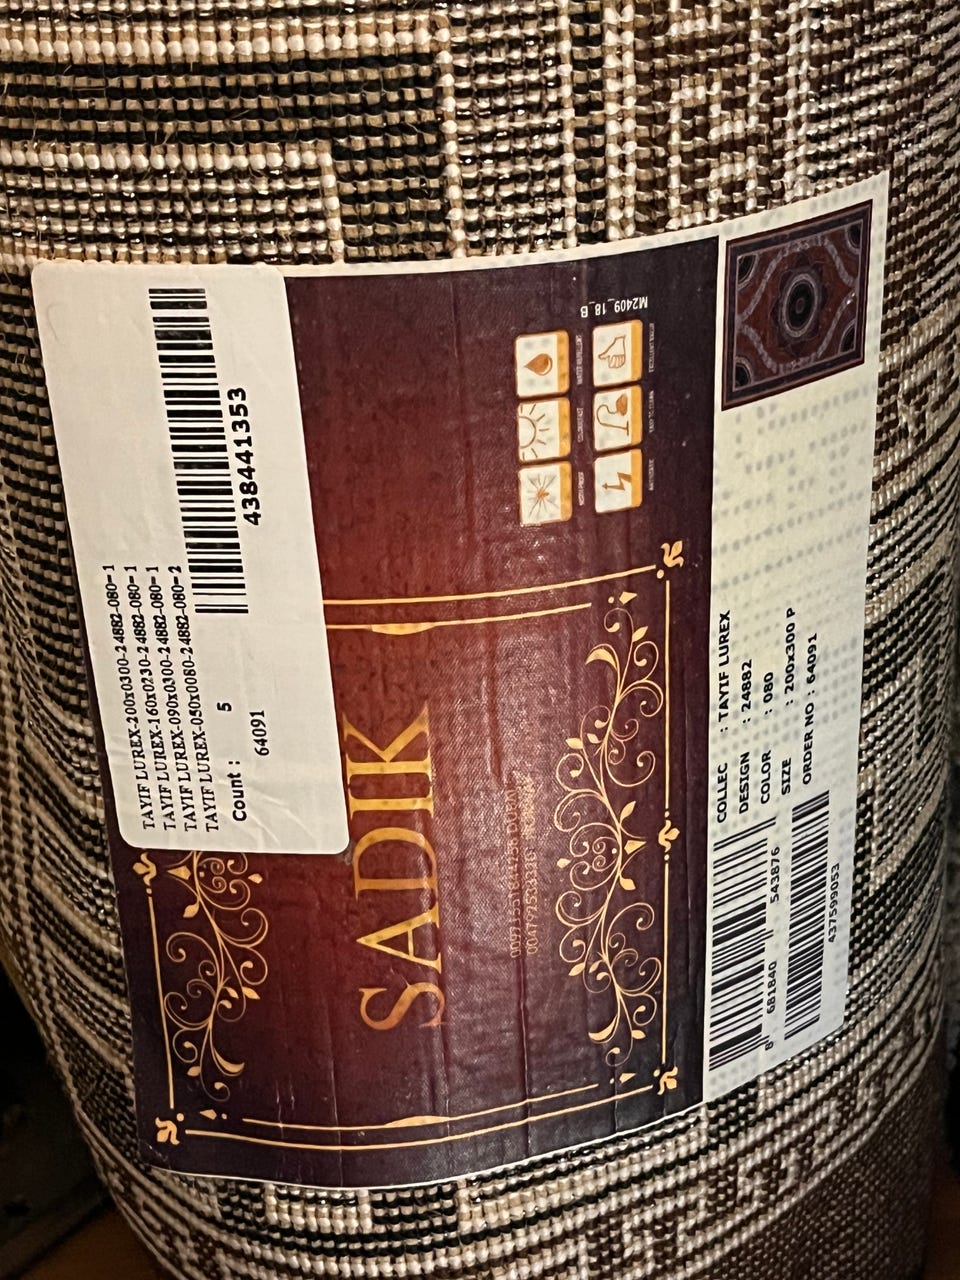 TAYIF LUREX-200x0300-24882-080= 1
TAYIF LUREX-160x0230-24882-080= 1
TAYIF LUREX-090x0300-24882-080= 1
TAYIF LUREX-050x0080-24882-080= 2
Count : 5
438441353
64091
SADIK
M2409_18_B
COLLEC : TAYIF LUREX
DESIGN : 24882
COLOR : 080
SIZE : 200x300 P
ORDER NO : 64091
681840 543876
437599053